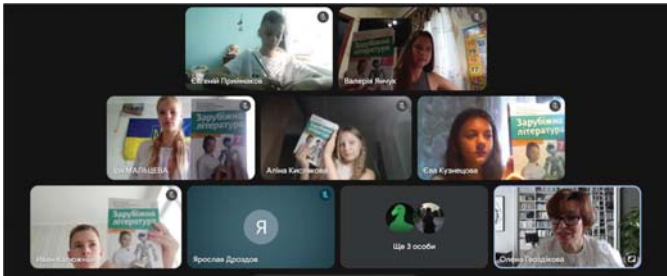 Євгеній Приймаков
Валерія Янчук
Зарубіжна
література
МАЛЬЦЕВА
Зарубіжна
література
Аліна Кислякова
Зарубіжна
література
Єва Кузнецова
Зарубіжна
література
Я
Ярослав Дроздов
Ще 3 особи
Олена Гвоздікова